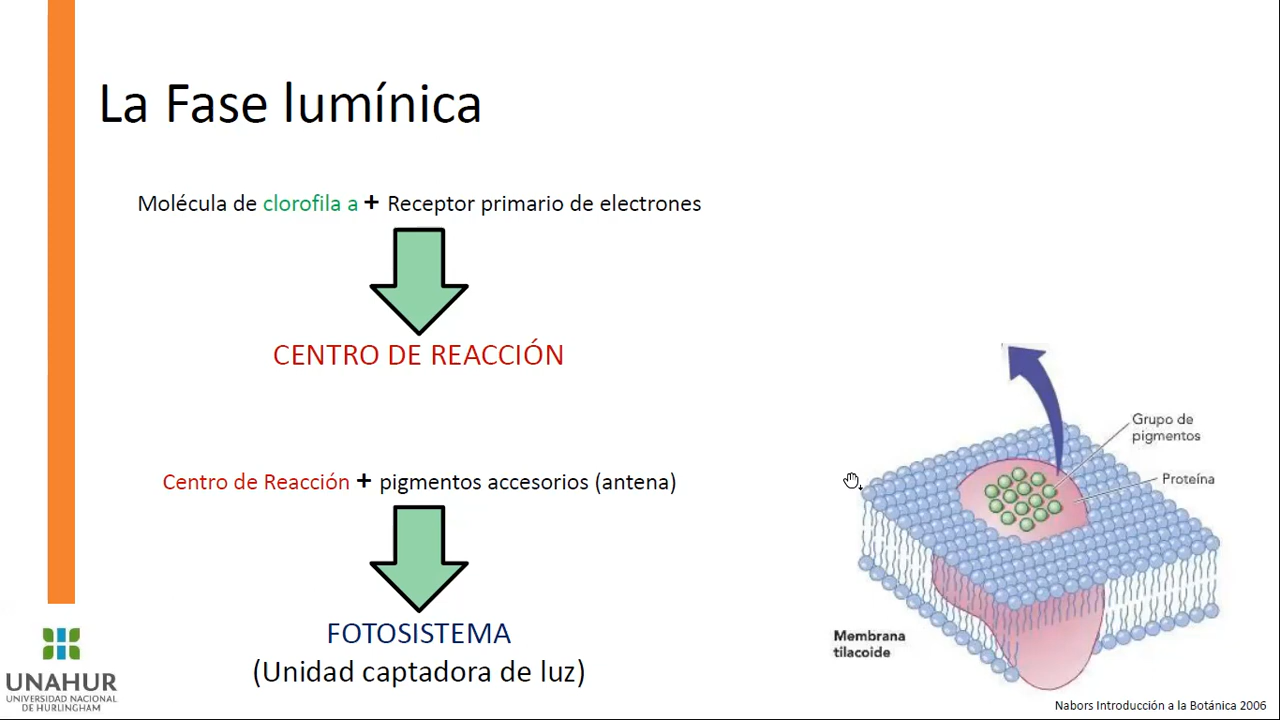 La Fase lumínica
Molécula de clorofila a + Receptor primario de electrones
CENTRO DE REACCIÓN
Centro de Reacción + pigmentos accesorios (antena)
FOTOSISTEMA
(Unidad captadora de luz)
Grupo de
pigmentos
Proteína
Membrana
tilacoide
UNAHUR
UNIVERSIDAD NACIONAL
DE HURLINGHAM
Nabors Introducción a la Botánica 2006